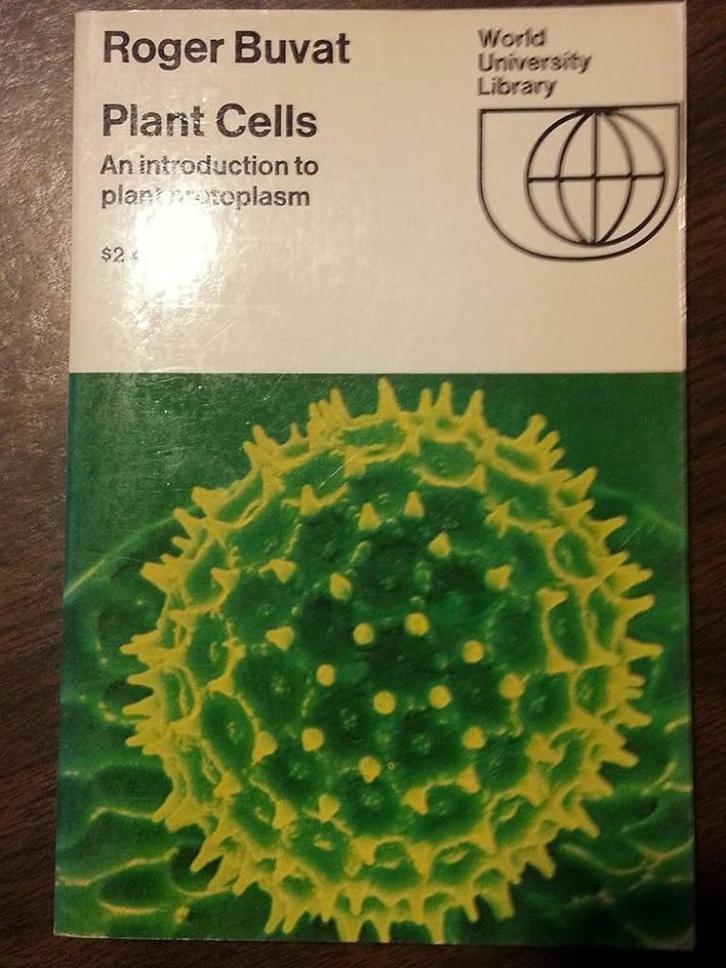 Roger Buvat
Plant Cells
An introduction to
plant protoplasm
World
University
Library